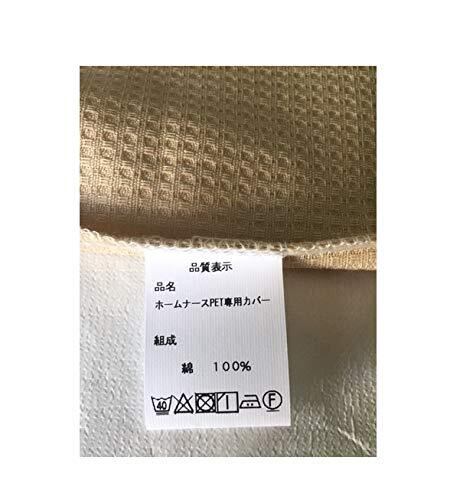 品質表示
品名
ホームナースPET専用カバー
組成
綿 100%
40 F